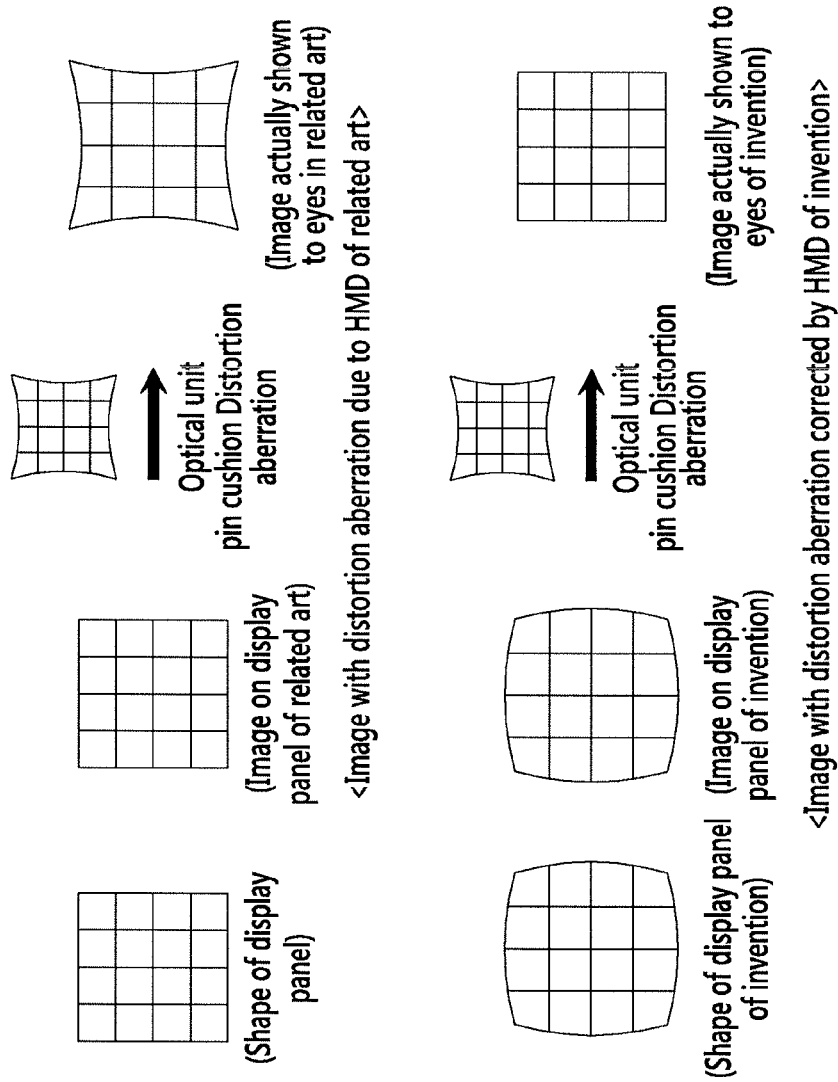 (Shape of display
panel)
(Image on display
panel of related art)
Optical unit
pin cushion Distortion
aberration
(Image actually shown
to eyes in related art)
<Image with distortion aberration due to HMD of related art>
(Shape of display panel
of invention)
(Image on display
panel of invention)
Optical unit
pin cushion Distortion
aberration
(Image actually shown to
eyes of invention)
<Image with distortion aberration corrected by HMD of invention>